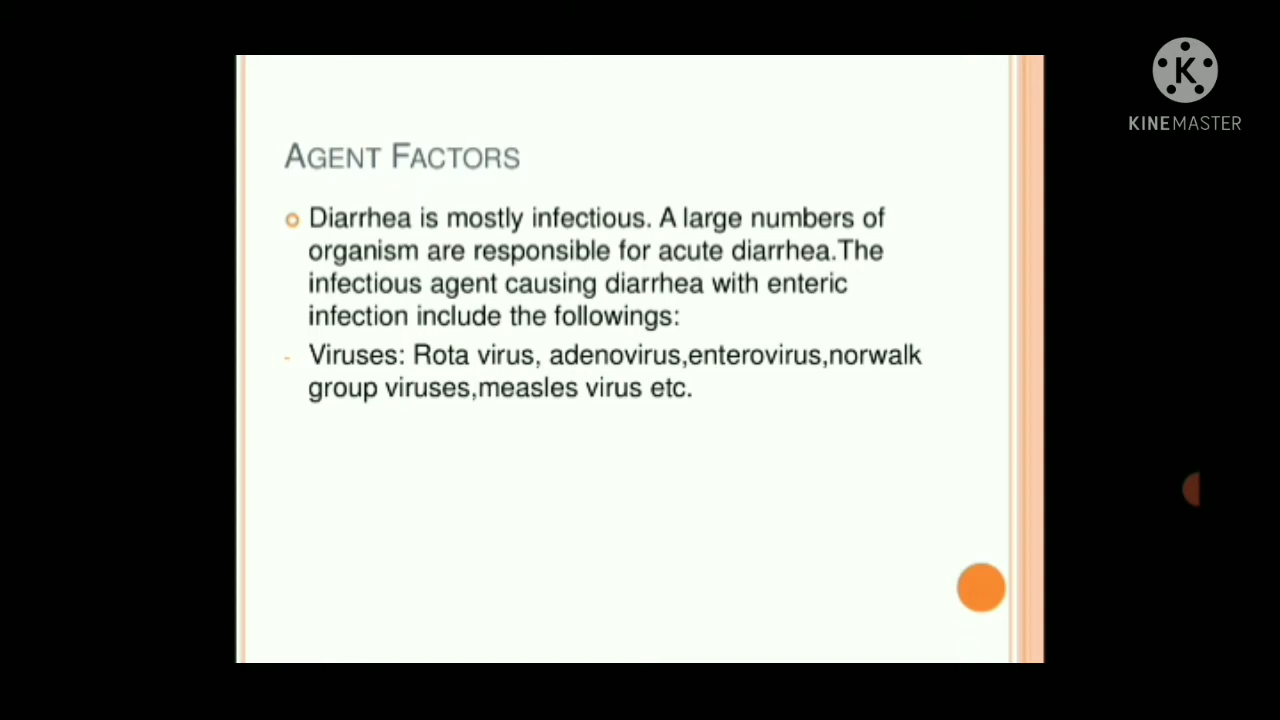 AGENT FACTORS
Diarrhea is mostly infectious. A large numbers of
organism are responsible for acute diarrhea.The
infectious agent causing diarrhea with enteric
infection include the followings:
- Viruses: Rota virus, adenovirus,enterovirus,norwalk
group viruses,measles virus etc.
K
KINEMASTER